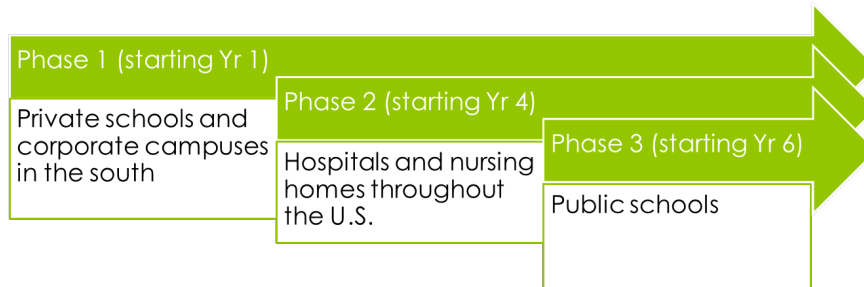 Phase 1 (starting Yr 1)
Private schools and
corporate campuses
in the south
Phase 2 (starting Yr 4)
Hospitals and nursing
homes throughout
the U.S.
Phase 3 (starting Yr 6)
Public schools